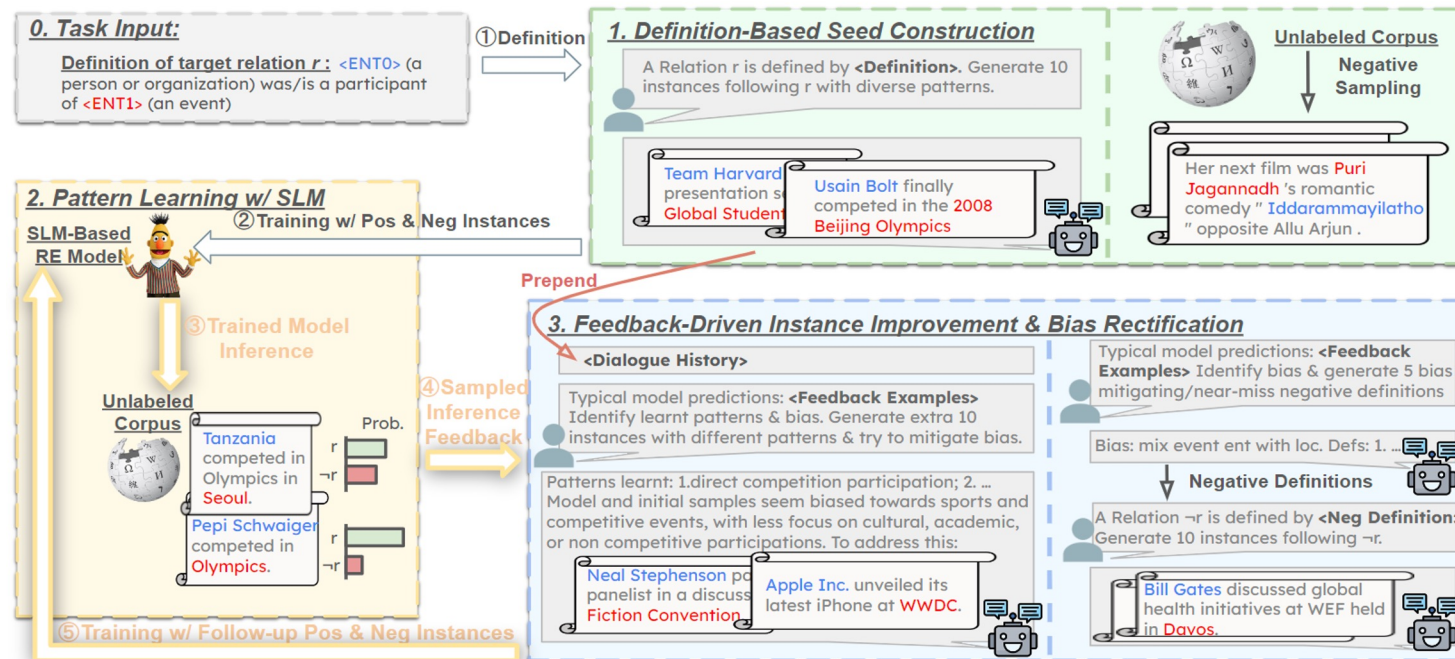 0. Task Input:
Definition of target relation r : <ENT0> (a
person or organization) was/is a participant
of <ENT1> (an event)
①Definition
1. Definition-Based Seed Construction
A Relation r is defined by <Definition>. Generate 10
instances following r with diverse patterns.
Team Harvard
presentation
Global Student
Usain Bolt finally
competed in the 2008
Beijing Olympics
Unlabeled Corpus
Negative
Sampling
Her next film was Puri
Jagannadh 's romantic
comedy " Iddarammayilatho
" opposite Allu Arjun .
2. Pattern Learning w/ SLM
②Training w/ Pos & Neg Instances
SLM-Based
RE Model
③Trained Model
Inference
Unlabeled
Corpus
Prob.
Tanzania
competed in
Olympics in
Seoul.
r
¬r
Pepi Schwaiger
competed in
Olympics.
r
¬r
④Sampled
Inference
Feedback
⑤Training w/ Follow-up Pos & Neg Instances
Prepend
3. Feedback-Driven Instance Improvement & Bias Rectification
<Dialogue History>
Typical model predictions: <Feedback Examples>
Identify learnt patterns & bias. Generate extra 10
instances with different patterns & try to mitigate bias.
Patterns learnt: 1.direct competition participation; 2. ...
Model and initial samples seem biased towards sports and
competitive events, with less focus on cultural, academic,
or non competitive participations. To address this:
Neal Stephenson
panelist in a
Fiction Convention
Apple Inc. unveiled its
latest iPhone at WWDC.
Typical model predictions: <Feedback
Examples> Identify bias & generate 5 bias
mitigating/near-miss negative definitions
Bias: mix event ent with loc. Defs: 1. ...
Negative Definitions
A Relation ¬r is defined by <Neg Definition>
Generate 10 instances following ¬r.
Bill Gates discussed global
health initiatives at WEF held
in Davos.